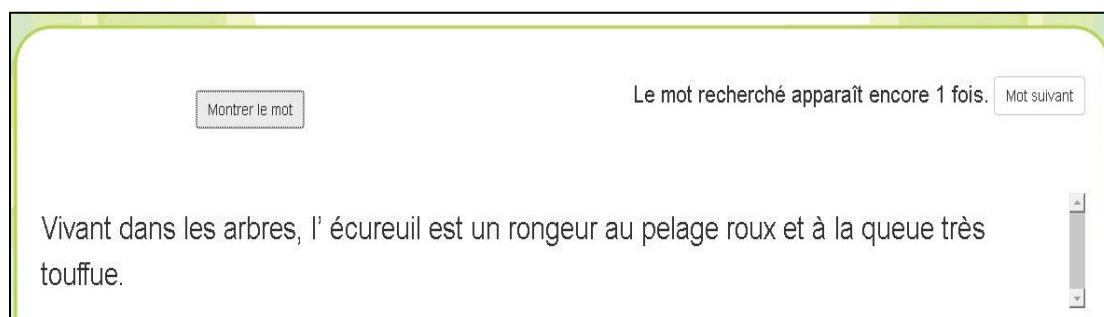 Montrer le mot
Le mot recherché apparaît encore 1 fois.
Mot suivant
Vivant dans les arbres, l’ écureuil est un rongeur au pelage roux et à la queue très
touffue.